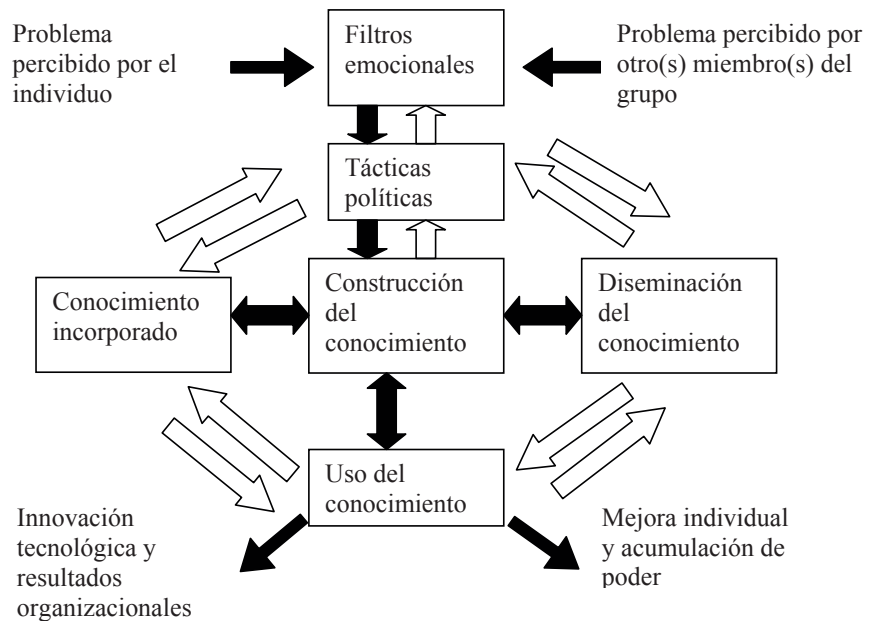 Problema
percibido por el
individuo
Filtros
emocionales
Problema percibido por
otro(s) miembro(s) del
grupo
Tácticas
políticas
Conocimiento
incorporado
Construcción
del
conocimiento
Diseminación
del
conocimiento
Uso del
conocimiento
Innovación
tecnológica y
resultados
organizacionales
Mejora individual
y acumulación de
poder